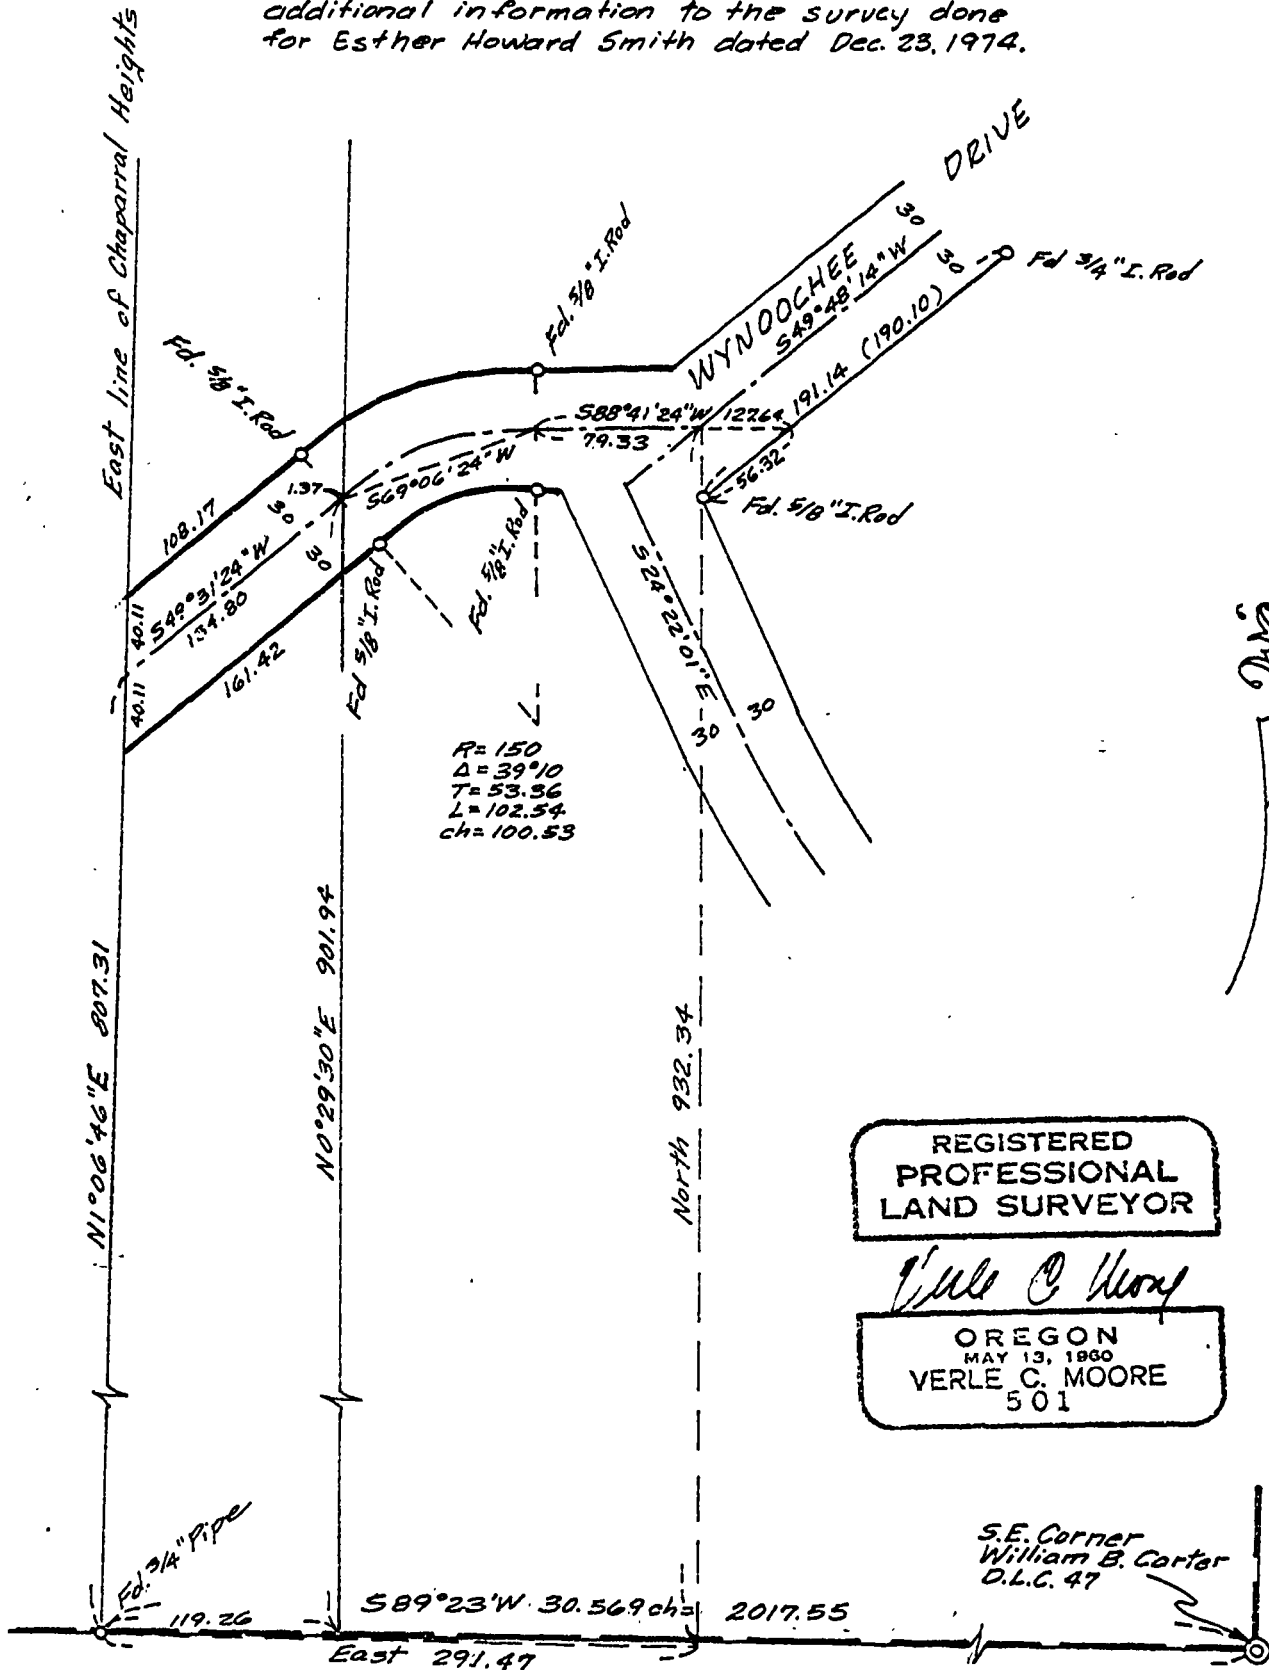 additional information to the survey done
for Esther Howard Smith dated Dec. 23, 1974.
East line of Chaparral Heights
DRIVE
WYNOOCHEE
30
S49°48'14"W
30
Fd 3/4" I. Rod
191.14 (190.10)
Fd. 5/8" I. Rod
Fd. 5/8" I. Rod
S88°41'24"W
127.64
79.33
56.32
Fd. 5/8" I. Rod
1.37
S69°06'24"W
108.17
30
30
S49°31'24"W
134.80
40.11
40.11
161.42
Fd 5/8" I. Rod
Fd. 5/8" I. Rod
S24°22'01"E
30
30
R= 150
Δ= 39°10
T= 53.36
L= 102.54
ch= 100.53
N1°06'46"E 807.31
N0°29'30"E 901.94
North 932.34
REGISTERED
PROFESSIONAL
LAND SURVEYOR
Verle C Moore
OREGON
MAY 13, 1960
VERLE C. MOORE
501
S.E. Corner
William B. Carter
D.L.C. 47
Fd. 3/4" Pipe
119.26
S89°23'W 30.569 ch= 2017.55
East 291.47